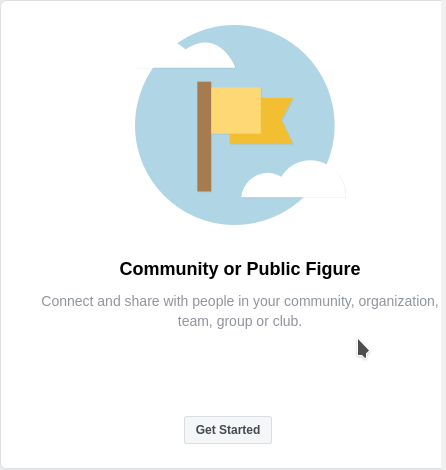 Community or Public Figure
Connect and share with people in your community, organization,
team, group or club.
Get Started